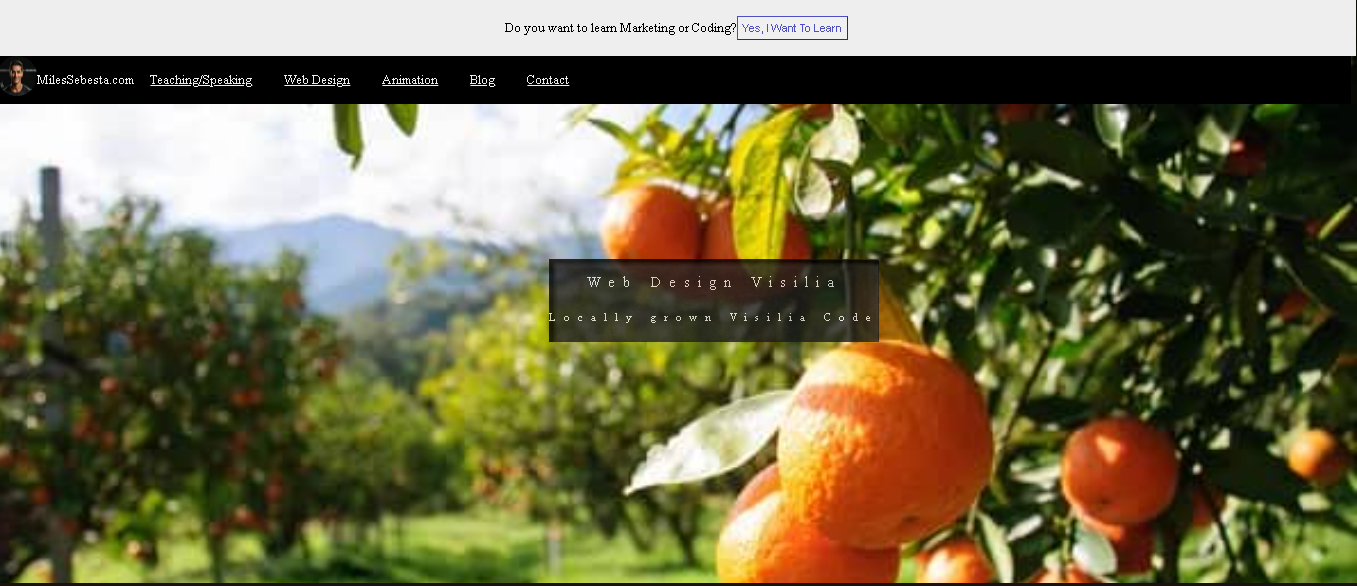 Do you want to learn Marketing or Coding? Yes, I Want To Learn
MilesSebesta.com Teaching/Speaking Web Design Animation Blog Contact
Web Design Visilia
Locally grown Visilia Code